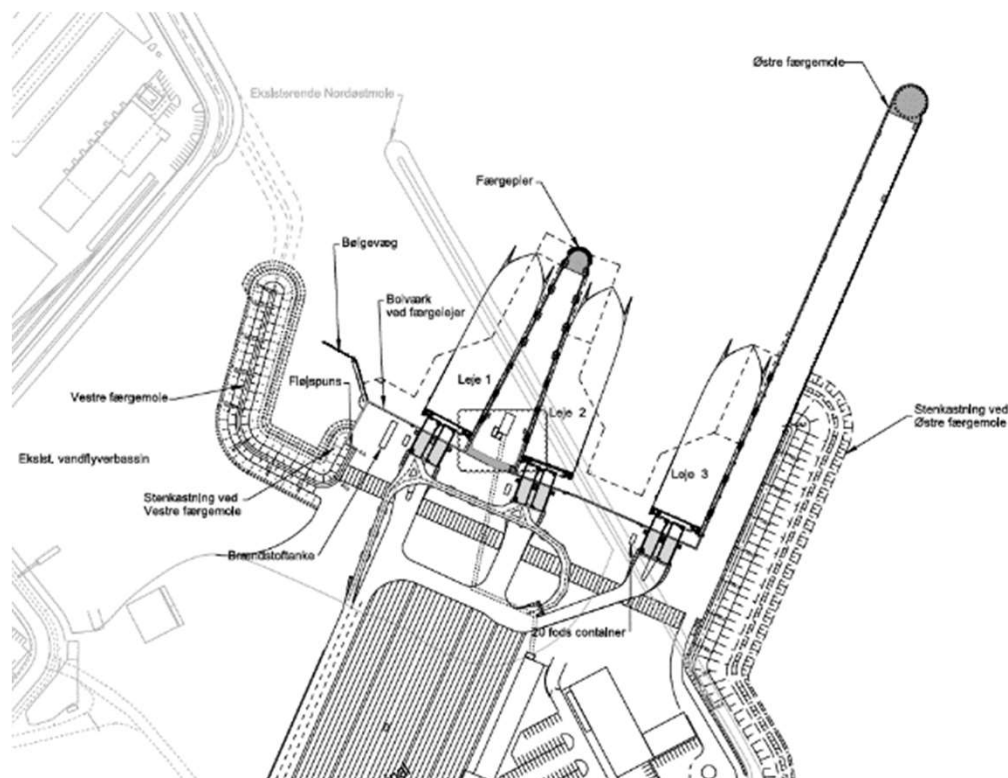 Østre færgemole
Eksisterende Nordøstmole
Færgepier
Bølgevæg
Bolværk
ved færgelejer
Leje 1
Fløjspuns
Leje 2
Vestre færgemole
Stenkastning ved
Østre færgemole
Eksist. vandflyverbassin
Leje 3
Stenkastning ved
Vestre færgemole
Brændstoftanke
20 fods container